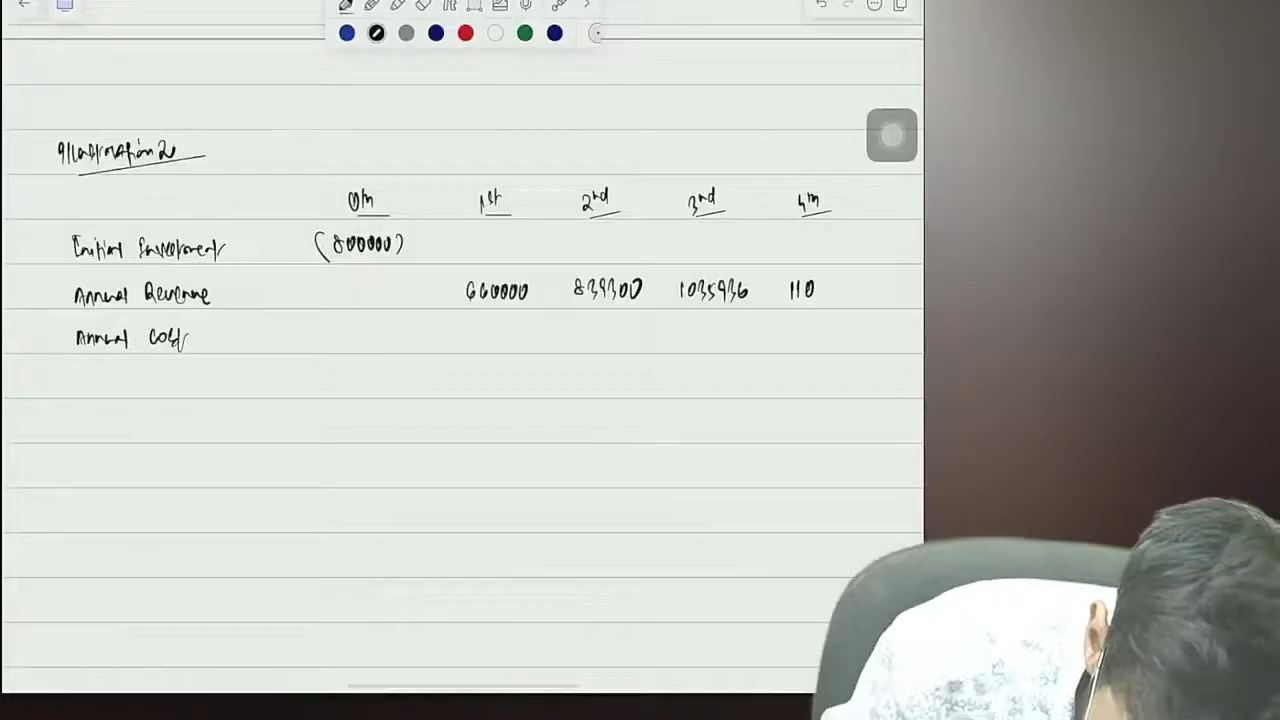 Illustration 2
0th 1st 2nd 3rd 4th
Initial Investment (800000)
Annual Revenue 660000 839300 1035936 110
Annual Cost